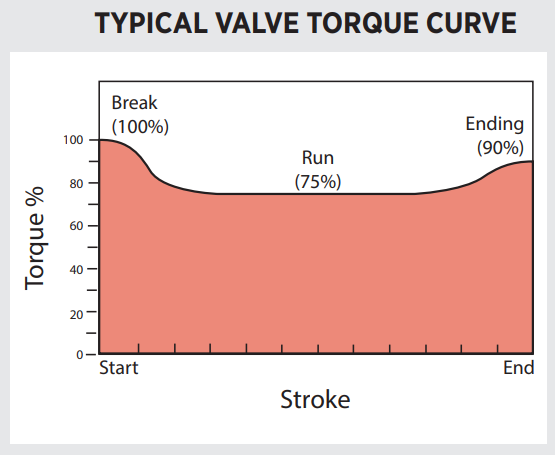 TYPICAL VALVE TORQUE CURVE
Break
(100%)
Ending
(90%)
Run
(75%)
100
80
60
40
20
0
Torque %
Start
End
Stroke